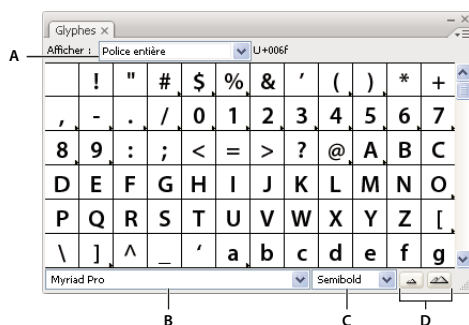 Glyphes ×
Afficher : Police entière U+006f
A
! " # $ % & ' ( ) * +
, - . / 0 1 2 3 4 5 6 7
8 9 : ; < = > ? @ A B C
D E F G H I J K L M N O
P Q R S T U V W X Y Z [
\ ] ^ _ ‘ a b c d e f g
Myriad Pro Semibold
B C D